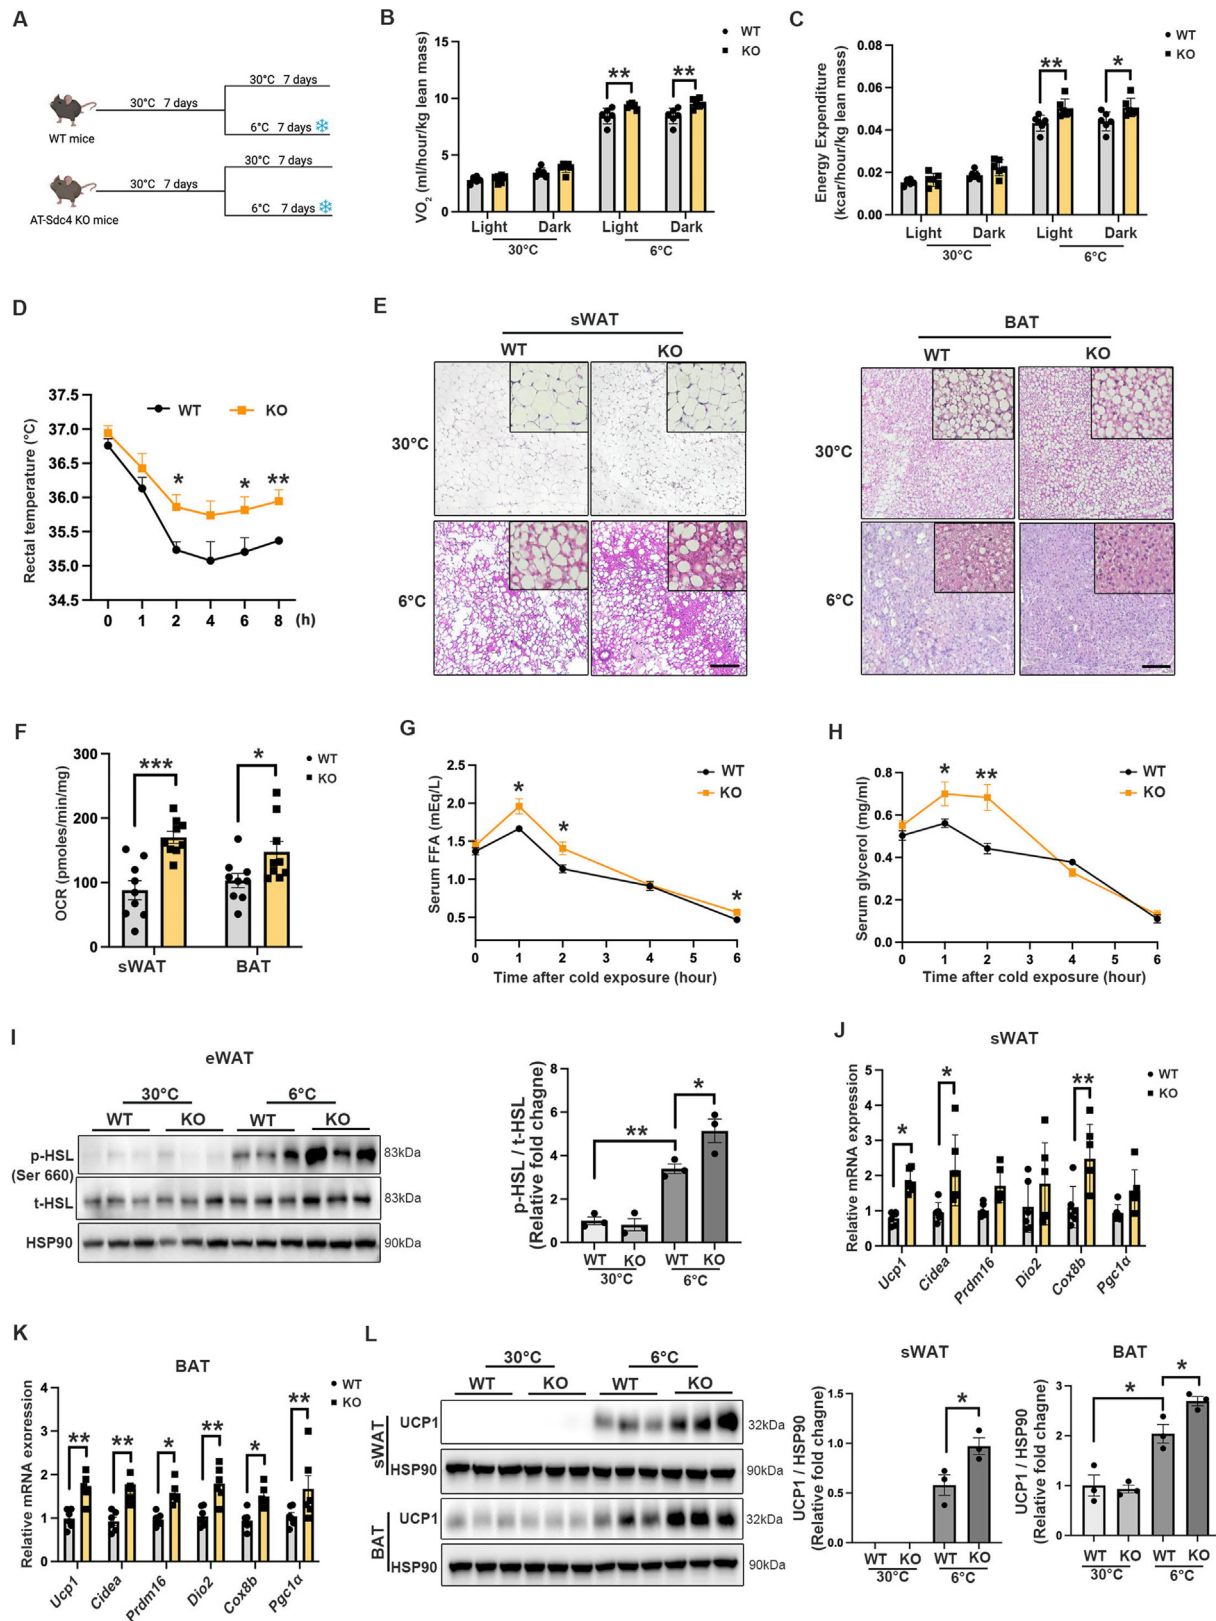 A
30°C 7 days
30°C 7 days
6°C 7 days
WT mice
30°C 7 days
30°C 7 days
6°C 7 days
AT-Sdc4 KO mice
B
WT
KO
VO2 (ml/hour/kg lean mass)
15
10
5
0
** **
Light Dark Light Dark
30°C 6°C
C
WT
KO
Energy Expenditure
(kcar/hour/kg lean mass)
0.08
0.06
0.04
0.02
0.00
** *
Light Dark Light Dark
30°C 6°C
D
Rectal temperature (°C)
37.5
37.0
36.5
36.0
35.5
35.0
34.5
WT KO
* * **
0 1 2 4 6 8 (h)
E
sWAT
WT KO
30°C
6°C
BAT
WT KO
30°C
6°C
F
OCR (pmoles/min/mg)
300
200
100
0
*** *
WT
KO
sWAT BAT
G
Serum FFA (mEq/L)
2.5
2.0
1.5
1.0
0.5
WT
KO
* * *
0 1 2 3 4 5 6
Time after cold exposure (hour)
H
Serum glycerol (mg/ml)
0.8
0.6
0.4
0.2
0.0
WT
KO
* **
0 1 2 3 4 5 6
Time after cold exposure (hour)
I
eWAT
30°C 6°C
WT KO WT KO
p-HSL 83kDa
(Ser 660)
t-HSL 83kDa
HSP90 90kDa
p-HSL / t-HSL
(Relative fold chagne)
8
6
4
2
0
** *
WT KO WT KO
30°C 6°C
J
sWAT
WT
KO
Relative mRNA expression
5
4
3
2
1
0
* * **
Ucp1 Cidea Prdm16 Dio2 Cox8b Pgc1α
K
BAT
WT
KO
Relative mRNA expression
4
3
2
1
0
** ** * ** * **
Ucp1 Cidea Prdm16 Dio2 Cox8b Pgc1α
L
30°C 6°C
WT KO WT KO
sWAT
UCP1 32kDa
HSP90 90kDa
BAT
UCP1 32kDa
HSP90 90kDa
sWAT
UCP1 / HSP90
(Relative fold chagne)
1.5
1.0
0.5
0.0
*
WT KO WT KO
30°C 6°C
BAT
UCP1 / HSP90
(Relative fold chagne)
3
2
1
0
* *
WT KO WT KO
30°C 6°C